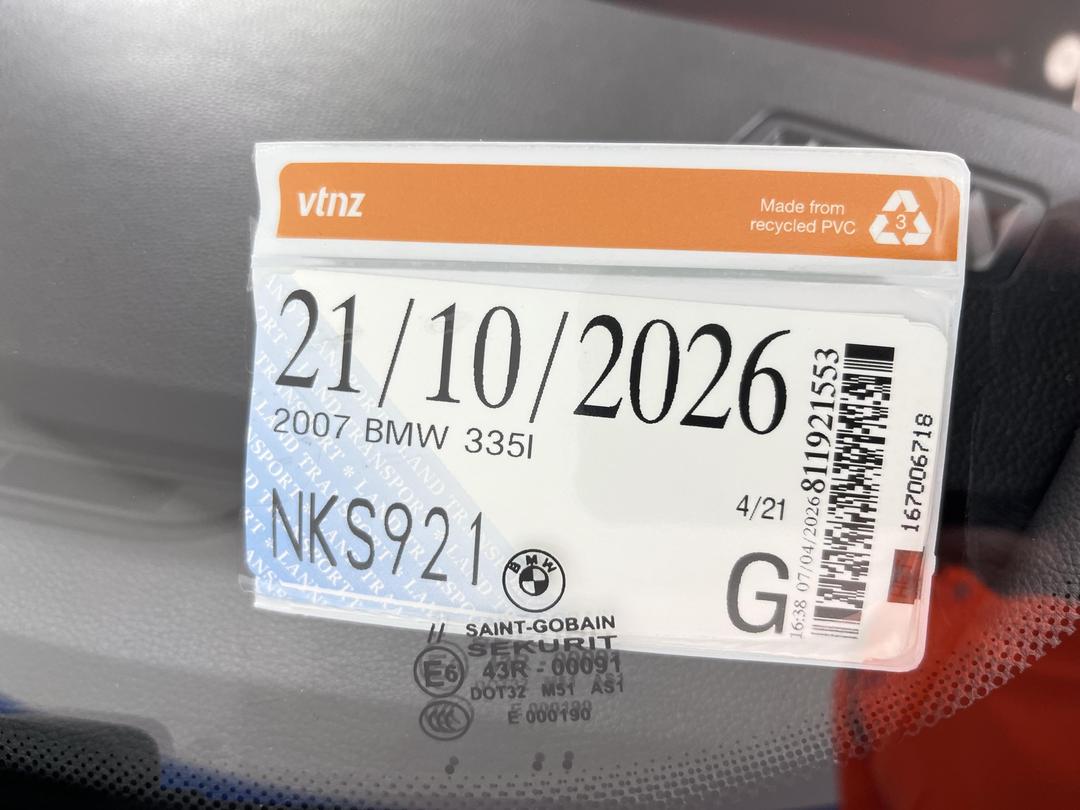 vtnz
Made from
recycled PVC
3
21/10/2026
2007 BMW 335I
NKS921
4/21
G
16:38 07/04/2026 811921553
167006718
BMW
SAINT-GOBAIN
SEKURIT
E6 43R - 00091
DOT32 M51 AS1
CCC E 000190